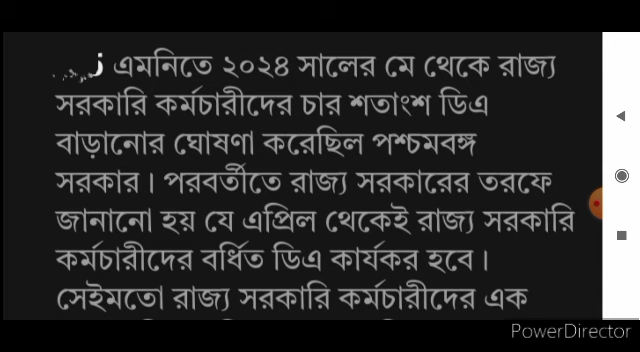 এমনিতে ২০২৪ সালের মে থেকে রাজ্য
সরকারি কর্মচারীদের চার শতাংশ ডিএ
বাড়ানোর ঘোষণা করেছিল পশ্চিমবঙ্গ
সরকার। পরবর্তীতে রাজ্য সরকারের তরফে
জানানো হয় যে এপ্রিল থেকেই রাজ্য সরকারি
কর্মচারীদের বর্ধিত ডিএ কার্যকর হবে।
সেইমতো রাজ্য সরকারি কর্মচারীদের এক
PowerDirector